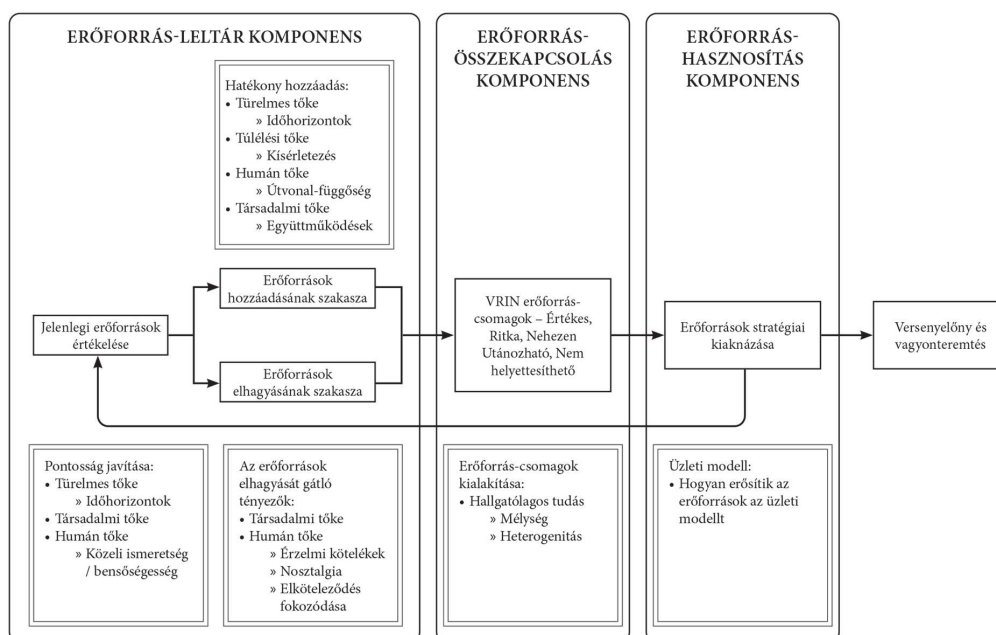 ERŐFORRÁS-LELTÁR KOMPONENS
Hatékony hozzáadás:
• Türelmes tőke
» Időhorizontok
• Túlélési tőke
» Kísérletezés
• Humán tőke
» Útvonal-függőség
• Társadalmi tőke
» Együttműködések
Jelenlegi erőforrások
értékelése
Erőforrások
hozzáadásának szakasza
Erőforrások
elhagyásának szakasza
Pontosság javítása:
• Türelmes tőke
» Időhorizontok
• Társadalmi tőke
• Humán tőke
» Közeli ismeretség
/ bensőségesség
Az erőforrások
elhagyását gátló
tényezők:
• Társadalmi tőke
• Humán tőke
» Érzelmi kötelékek
» Nosztalgia
» Elköteleződés
fokozódása
ERŐFORRÁS-
ÖSSZEKAPCSOLÁS
KOMPONENS
VRIN erőforrás-
csomagok – Értékes,
Ritka, Nehezen
Utánozható, Nem
helyettesíthető
Erőforrás-csomagok
kialakítása:
• Hallgatólagos tudás
» Mélység
» Heterogenitás
ERŐFORRÁS-
HASZNOSÍTÁS
KOMPONENS
Erőforrások stratégiai
kiaknázása
Üzleti modell:
• Hogyan erősítik az
erőforrások az üzleti
modellt
Versenyelőny és
vagyonteremtés